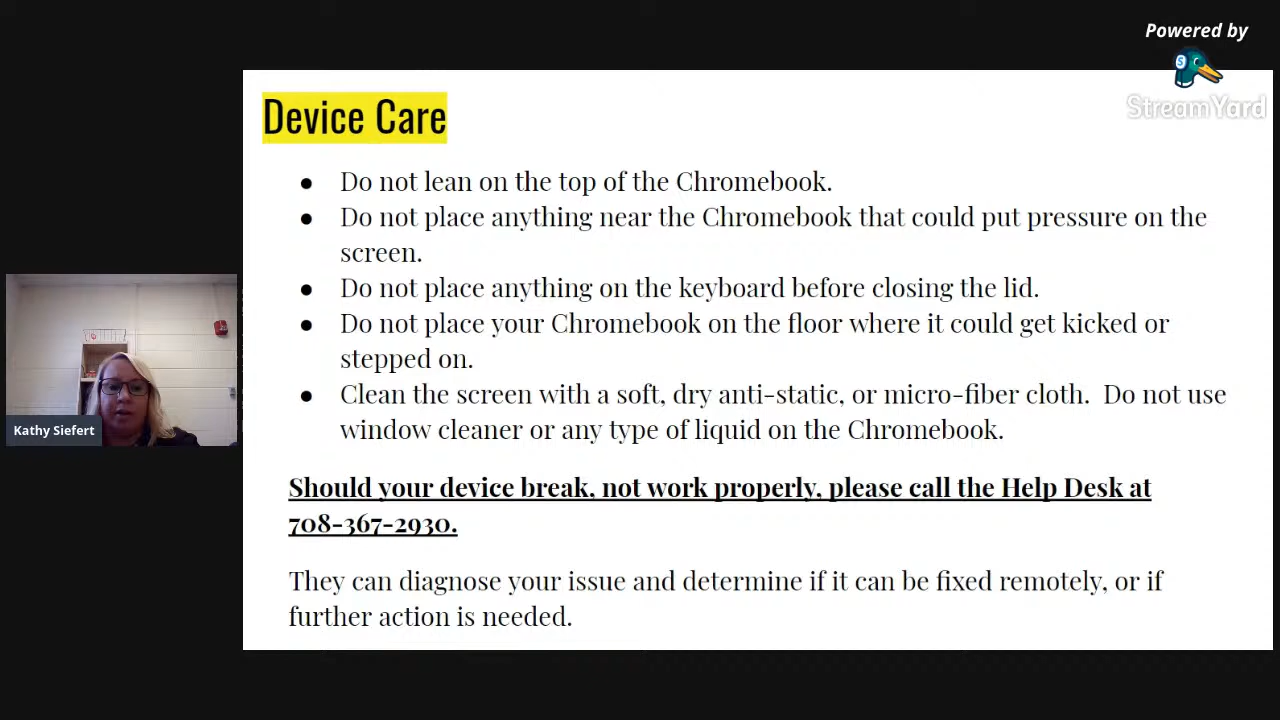 Powered by
StreamYard
Device Care
● Do not lean on the top of the Chromebook.
● Do not place anything near the Chromebook that could put pressure on the
screen.
● Do not place anything on the keyboard before closing the lid.
● Do not place your Chromebook on the floor where it could get kicked or
stepped on.
● Clean the screen with a soft, dry anti-static, or micro-fiber cloth.  Do not use
window cleaner or any type of liquid on the Chromebook.
Should your device break, not work properly, please call the Help Desk at
708-367-2930.
They can diagnose your issue and determine if it can be fixed remotely, or if
further action is needed.
Kathy Siefert